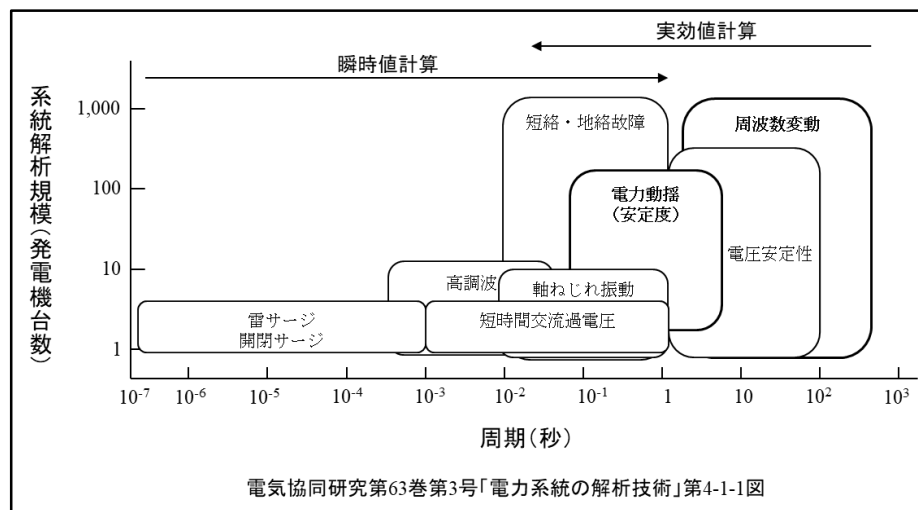 実効値計算
瞬時値計算
系統解析規模(発電機台数)
1,000
100
10
1
短絡・地絡故障
周波数変動
電力動揺
(安定度)
電圧安定性
高調波
軸ねじれ振動
雷サージ
開閉サージ
短時間交流過電圧
10-7 10-6 10-5 10-4 10-3 10-2 10-1 1 10 102 103
周期(秒)
電気協同研究第63巻第3号「電力系統の解析技術」第4-1-1図